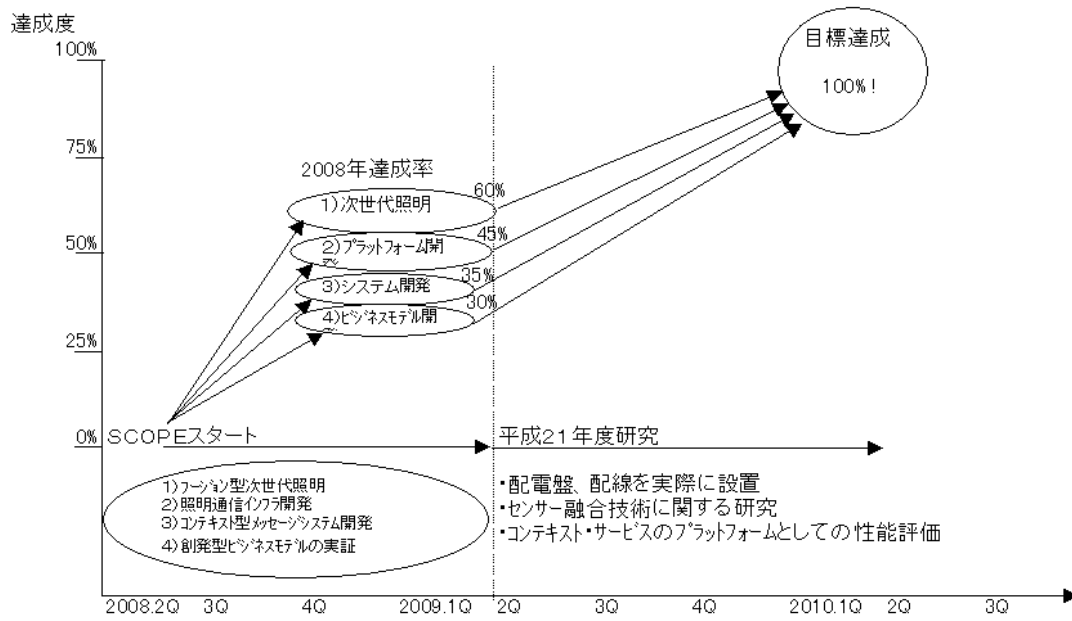 達成度
100%
目標達成
100%!
75%
2008年達成率
60%
1)次世代照明
45%
2)プラットフォーム開
50%
35%
3)システム開発
30%
4)ビジネスモデル開
25%
0%
SCOPEスタート
平成21年度研究
1)フージョン型次世代照明
2)照明通信インフラ開発
3)コンテキスト型メッセージシステム開発
4)創発型ビジネスモデルの実証
・配電盤、配線を実際に設置
・センサー融合技術に関する研究
・コンテキスト・サービスのプラットフォームとしての性能評価
2008.2Q 3Q 4Q 2009.1Q 2Q 3Q 4Q 2010.1Q 2Q 3Q